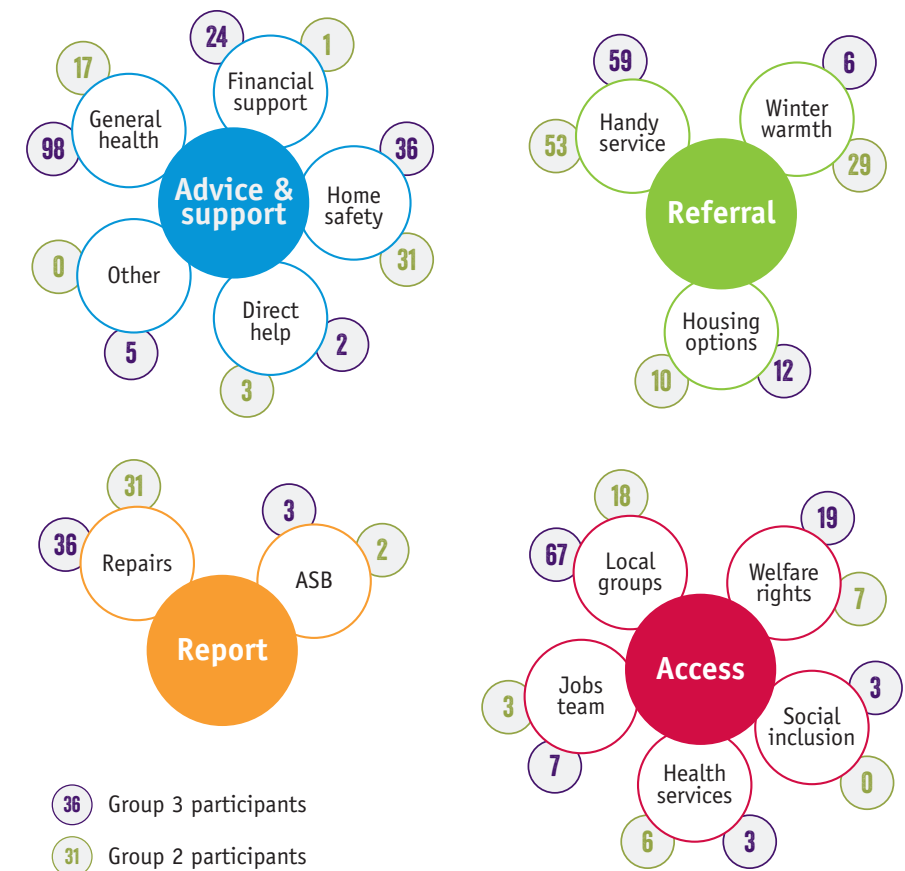 24
1
Financial
support
17
General
health
98
36
Home
safety
31
Advice &
support
0
Other
5
Direct
help
2
3
59
Handy
service
53
6
Winter
warmth
29
Referral
Housing
options
10
12
31
36
Repairs
3
ASB
2
Report
18
67
Local
groups
19
Welfare
rights
7
Access
3
Jobs
team
7
3
Social
inclusion
0
Health
services
6
3
36 Group 3 participants
31 Group 2 participants